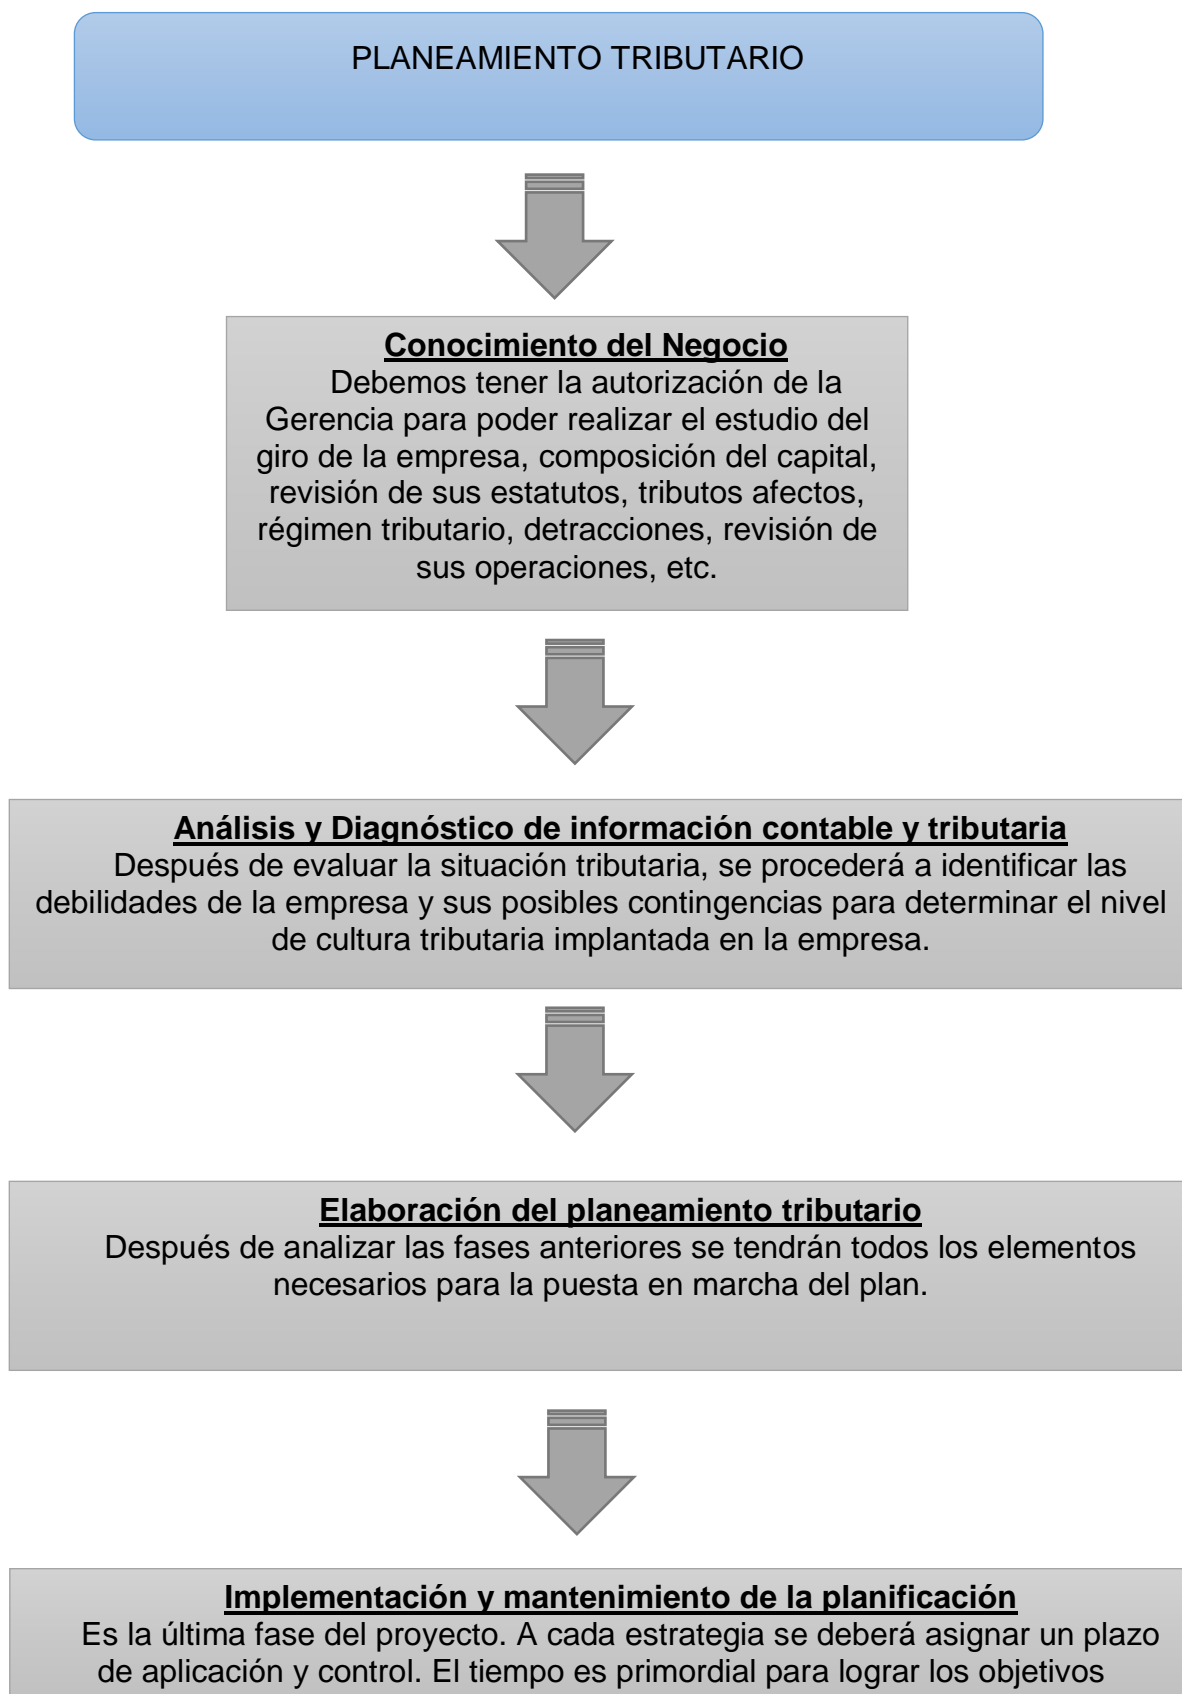 PLANEAMIENTO TRIBUTARIO
Conocimiento del Negocio
Debemos tener la autorización de la
Gerencia para poder realizar el estudio del
giro de la empresa, composición del capital,
revisión de sus estatutos, tributos afectos,
régimen tributario, detracciones, revisión de
sus operaciones, etc.
Análisis y Diagnóstico de información contable y tributaria
Después de evaluar la situación tributaria, se procederá a identificar las
debilidades de la empresa y sus posibles contingencias para determinar el nivel
de cultura tributaria implantada en la empresa.
Elaboración del planeamiento tributario
Después de analizar las fases anteriores se tendrán todos los elementos
necesarios para la puesta en marcha del plan.
Implementación y mantenimiento de la planificación
Es la última fase del proyecto. A cada estrategia se deberá asignar un plazo
de aplicación y control. El tiempo es primordial para lograr los objetivos